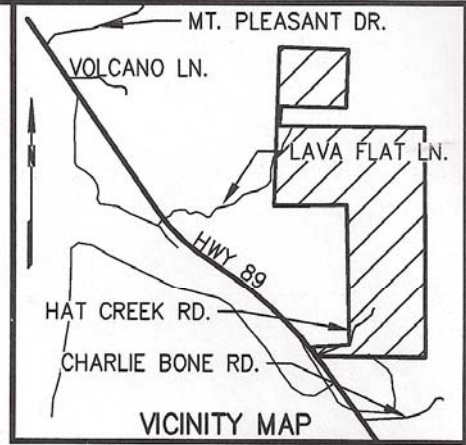 MT. PLEASANT DR.
VOLCANO LN.
N
LAVA FLAT LN.
HWY 89
HAT CREEK RD.
CHARLIE BONE RD.
VICINITY MAP